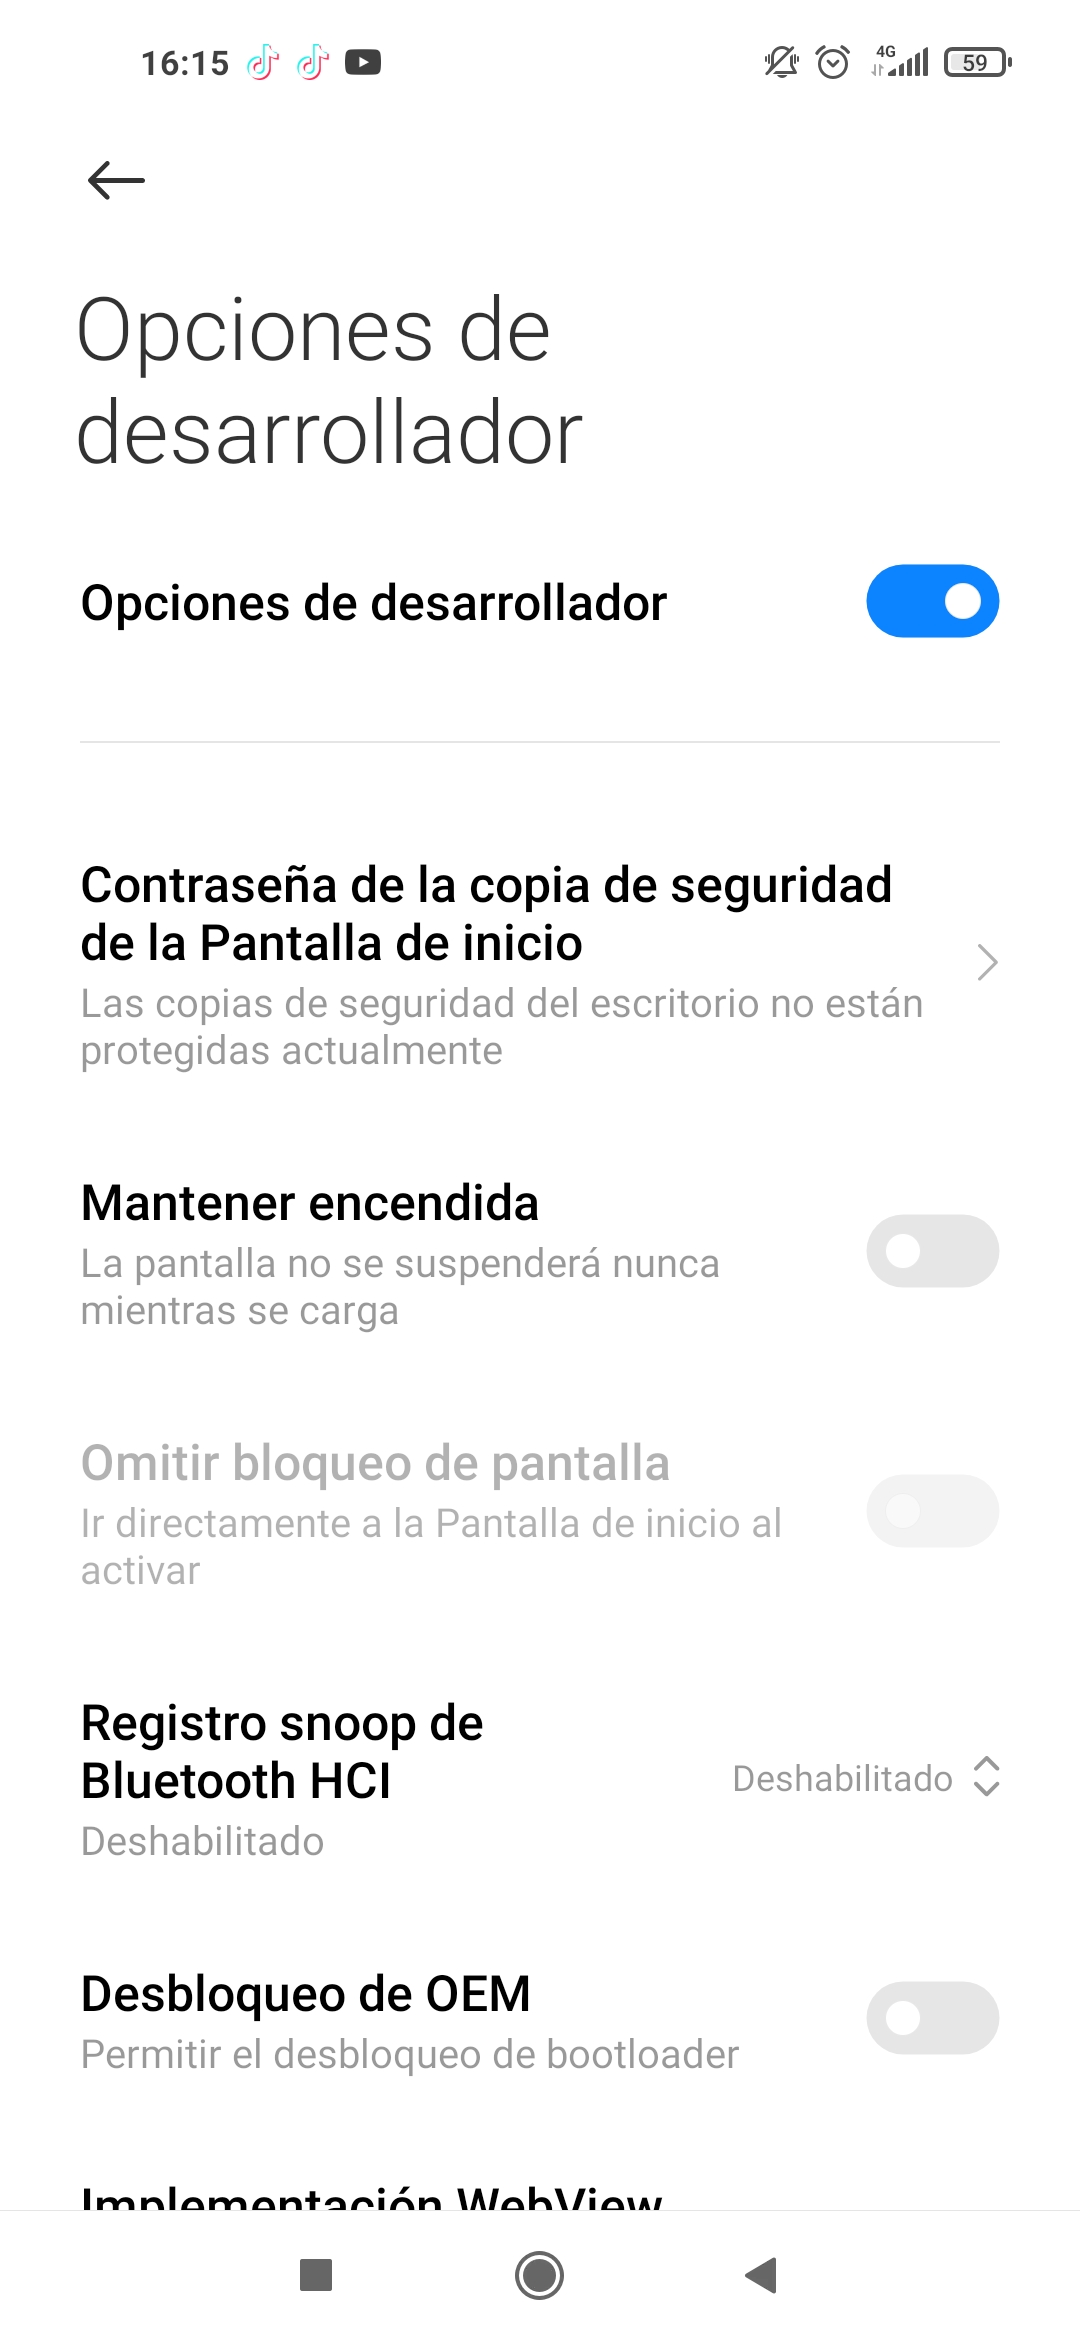 16:15
4G
59
Opciones de
desarrollador
Opciones de desarrollador
Contraseña de la copia de seguridad
de la Pantalla de inicio
Las copias de seguridad del escritorio no están
protegidas actualmente
Mantener encendida
La pantalla no se suspenderá nunca
mientras se carga
Omitir bloqueo de pantalla
Ir directamente a la Pantalla de inicio al
activar
Registro snoop de
Bluetooth HCI
Deshabilitado
Deshabilitado
Desbloqueo de OEM
Permitir el desbloqueo de bootloader
Implementación WebView